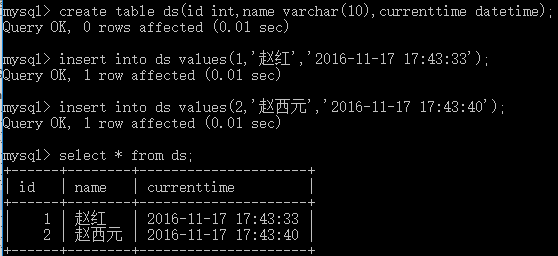 mysql> create table ds(id int,name varchar(10),currenttime datetime);
Query OK, 0 rows affected (0.01 sec)
mysql> insert into ds values(1,'赵红','2016-11-17 17:43:33');
Query OK, 1 row affected (0.01 sec)
mysql> insert into ds values(2,'赵西元','2016-11-17 17:43:40');
Query OK, 1 row affected (0.01 sec)
mysql> select * from ds;
+------+--------+---------------------+
| id | name | currenttime |
+------+--------+---------------------+
| 1 | 赵红 | 2016-11-17 17:43:33 |
| 2 | 赵西元 | 2016-11-17 17:43:40 |
+------+--------+---------------------+